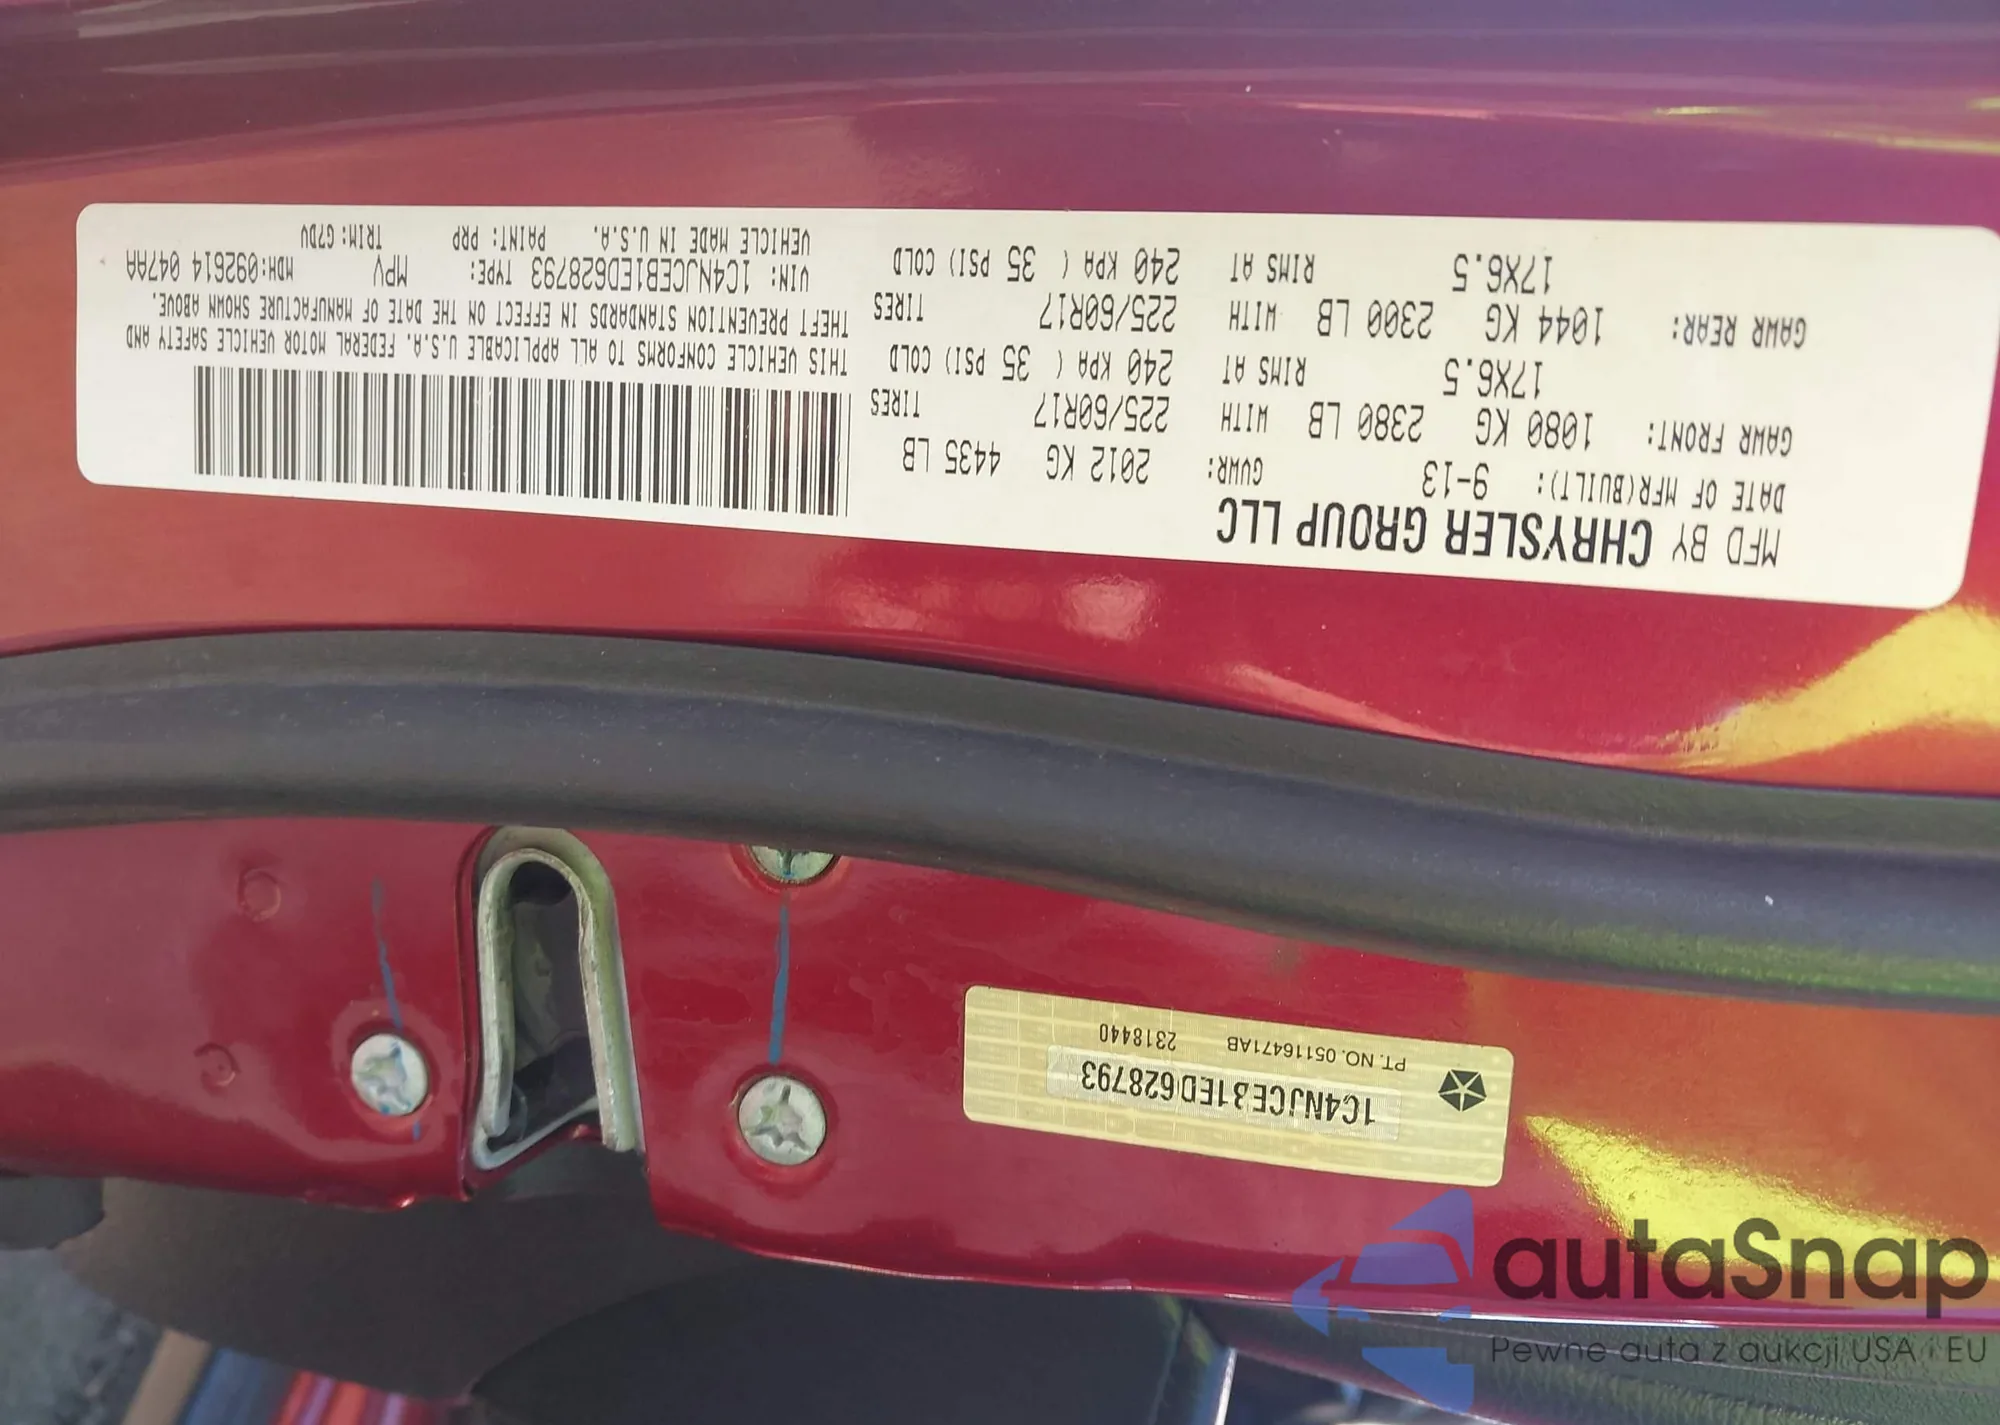 MFD BY CHRYSLER GROUP LLC
DATE OF MFR(BUILT): 9-13 GVWR: 2012 KG 4435 LB
GAWR FRONT: 1080 KG 2380 LB WITH 225/60R17 TIRES
17X6.5 RIMS AT 240 KPA ( 35 PSI) COLD
GAWR REAR: 1044 KG 2300 LB WITH 225/60R17 TIRES
17X6.5 RIMS AT 240 KPA ( 35 PSI) COLD
THIS VEHICLE CONFORMS TO ALL APPLICABLE U.S.A. FEDERAL MOTOR VEHICLE SAFETY AND
THEFT PREVENTION STANDARDS IN EFFECT ON THE DATE OF MANUFACTURE SHOWN ABOVE.
VIN: 1C4NJCEB1ED628793 TYPE: MPV MDH:092614 047AA
VEHICLE MADE IN U.S.A. PAINT: PRP TRIM:G7DV
1C4NJCEB1ED628793
PT. NO. 05116471AB 2318440
autaSnap
Pewne auta z aukcji USA i EU